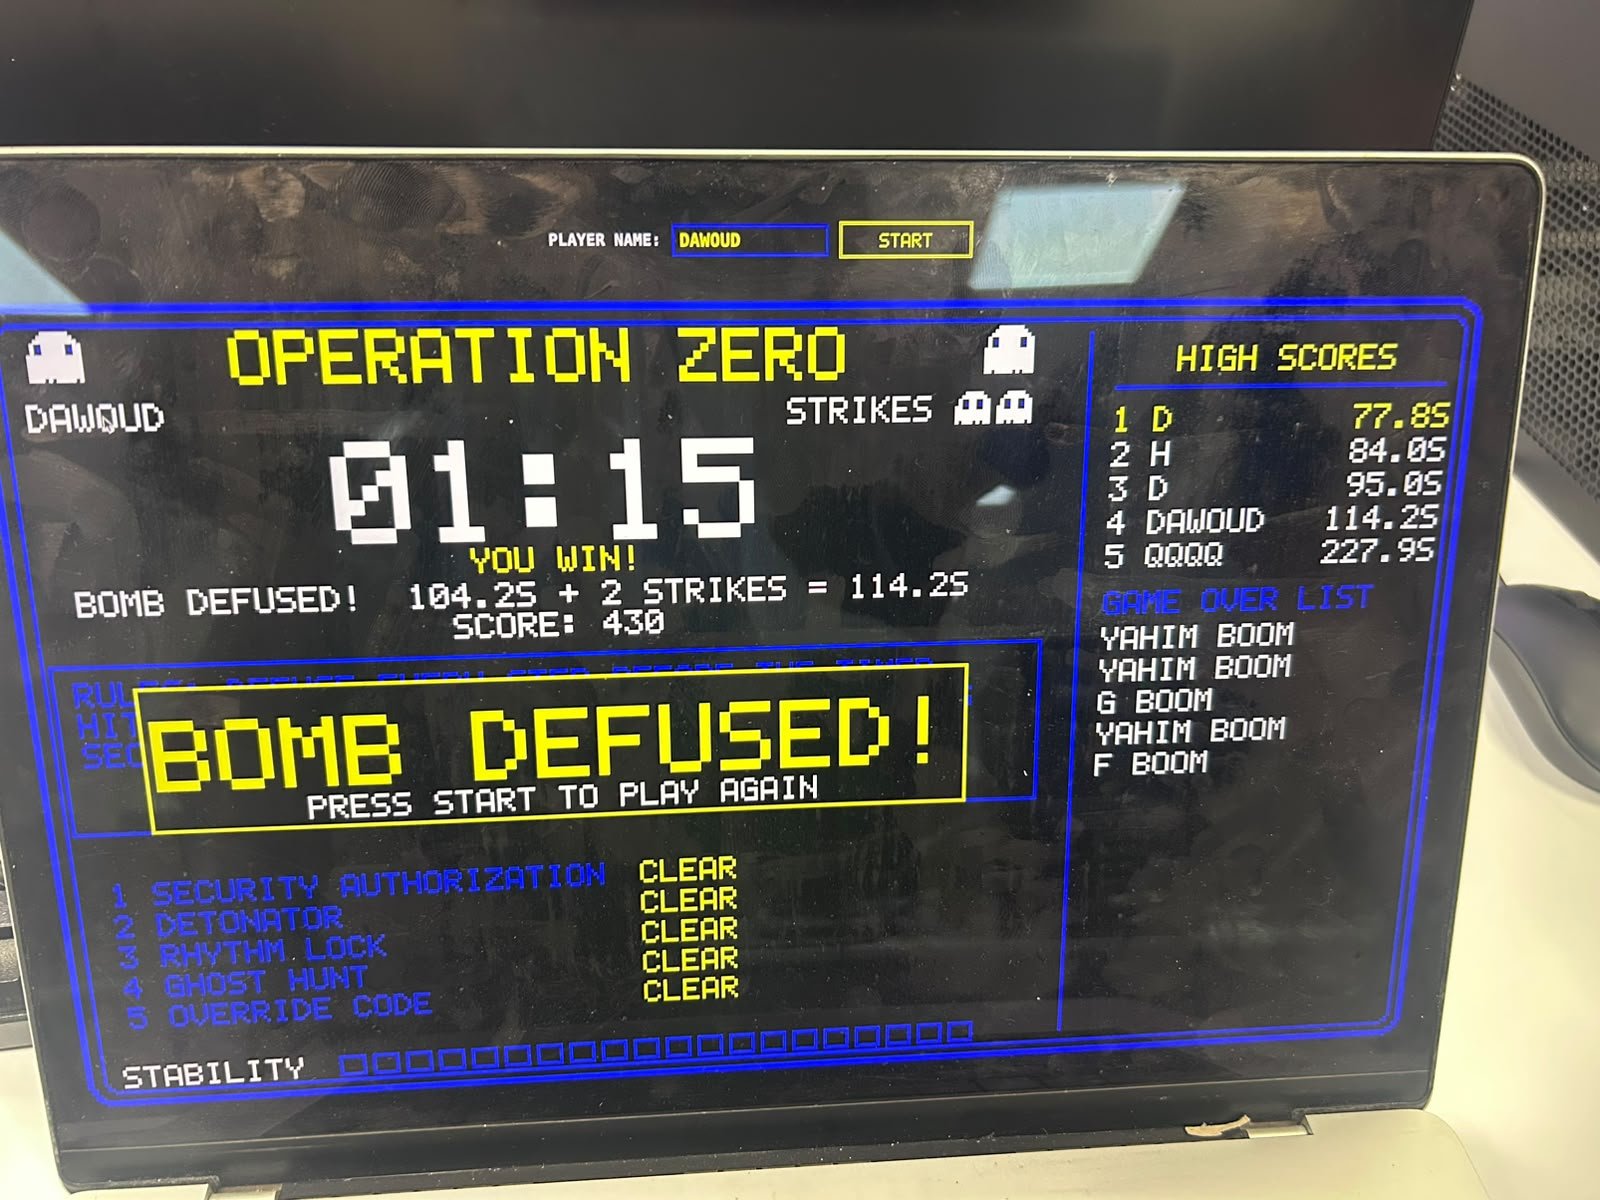 PLAYER NAME: DAWOUD START
OPERATION ZERO
DAWOUD
STRIKES
01:15
YOU WIN!
BOMB DEFUSED! 104.2S + 2 STRIKES = 114.2S
SCORE: 430
BOMB DEFUSED!
PRESS START TO PLAY AGAIN
1 SECURITY AUTHORIZATION CLEAR
2 DETONATOR CLEAR
3 RHYTHM LOCK CLEAR
4 GHOST HUNT CLEAR
5 OVERRIDE CODE CLEAR
STABILITY
HIGH SCORES
1 D 77.8S
2 H 84.0S
3 D 95.0S
4 DAWOUD 114.2S
5 QQQQ 227.9S
GAME OVER LIST
YAHIM BOOM
YAHIM BOOM
G BOOM
YAHIM BOOM
F BOOM